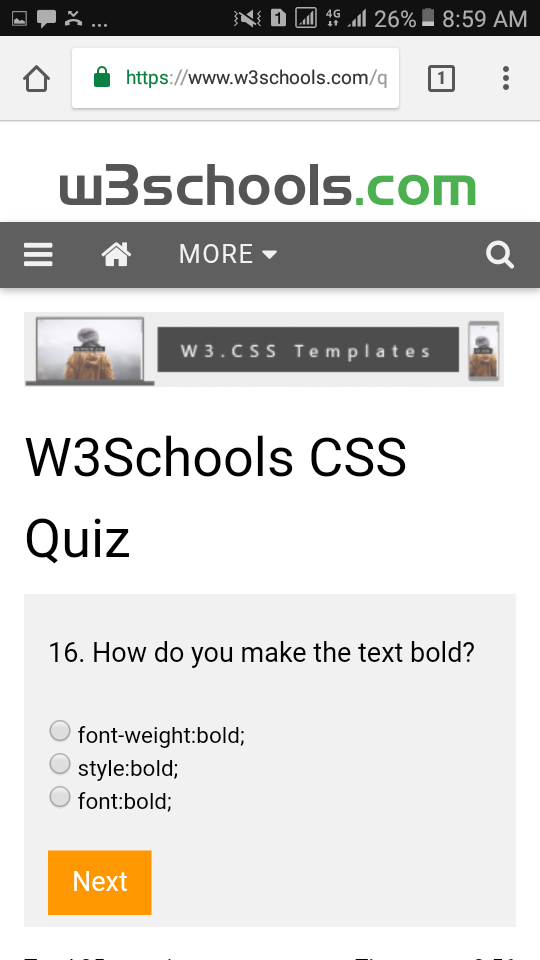 ... 1 4G 26% 8:59 AM
https://www.w3schools.com/q
1
w3schools.com
MORE
W3.CSS Templates
W3Schools CSS
Quiz
16. How do you make the text bold?
font-weight:bold;
style:bold;
font:bold;
Next